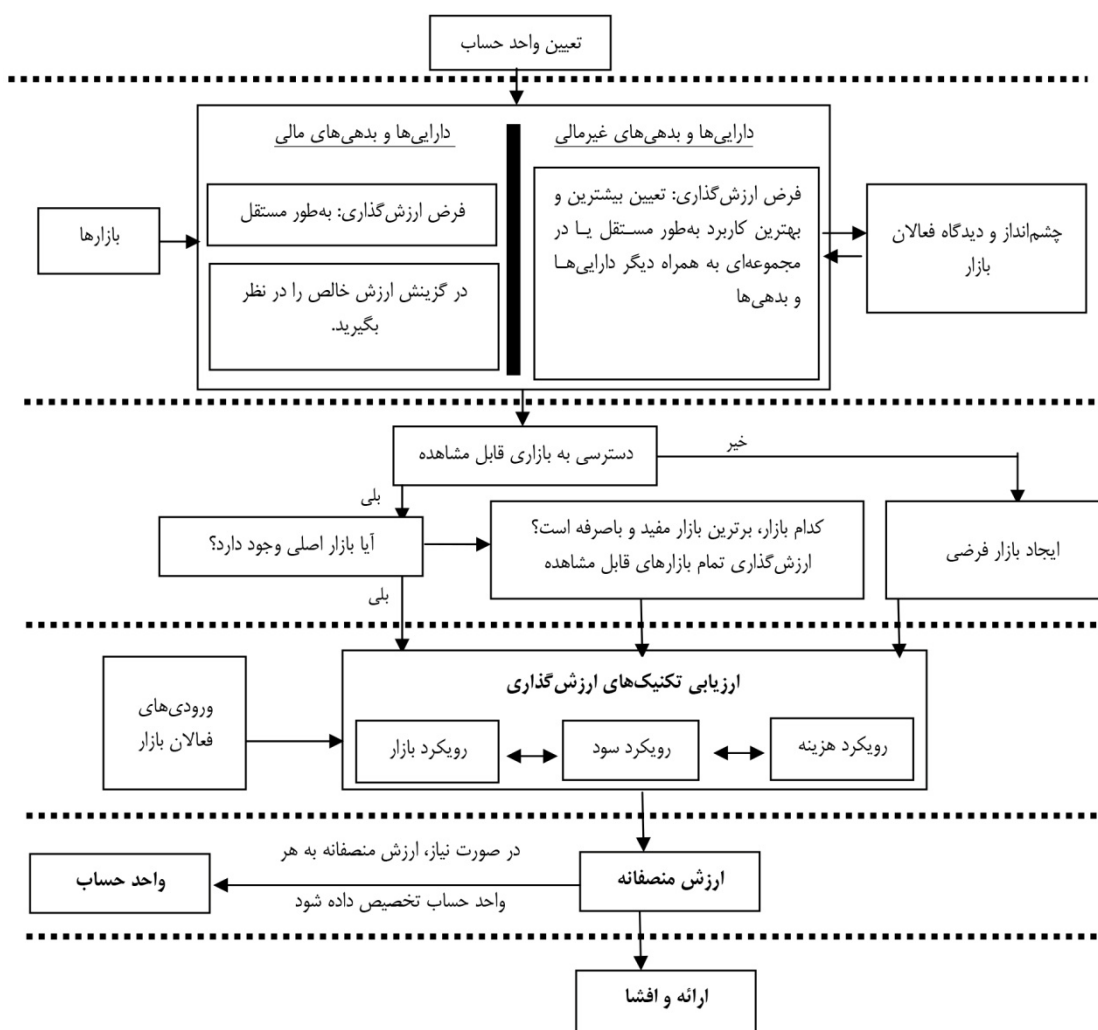 تعیین واحد حساب
دارایی‌ها و بدهی‌های غیرمالی
دارایی‌ها و بدهی‌های مالی
فرض ارزش‌گذاری: تعیین بیشترین و
بهترین کاربرد به‌طور مستقل یا در
مجموعه‌ای به همراه دیگر دارایی‌ها
و بدهی‌ها
فرض ارزش‌گذاری: به‌طور مستقل
در گزینش ارزش خالص را در نظر
بگیرید.
چشم‌انداز و دیدگاه فعالان
بازار
بازارها
دسترسی به بازاری قابل مشاهده
خیر
بلی
ایجاد بازار فرضی
کدام بازار، برترین بازار مفید و باصرفه است؟
ارزش‌گذاری تمام بازارهای قابل مشاهده
آیا بازار اصلی وجود دارد؟
بلی
ارزیابی تکنیک‌های ارزش‌گذاری
رویکرد هزینه
رویکرد سود
رویکرد بازار
ورودی‌های
فعالان بازار
ارزش منصفانه
در صورت نیاز، ارزش منصفانه به هر
واحد حساب تخصیص داده شود
واحد حساب
ارائه و افشا